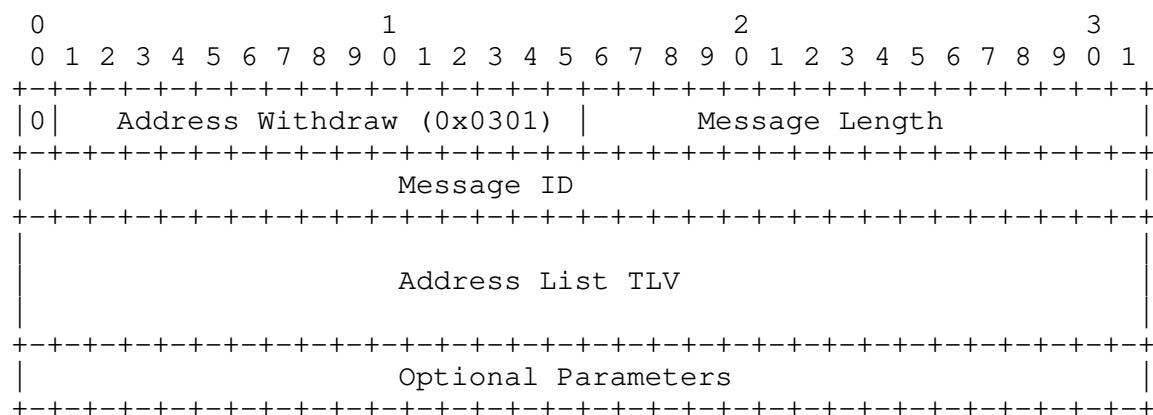 0                   1                   2                   3
 0 1 2 3 4 5 6 7 8 9 0 1 2 3 4 5 6 7 8 9 0 1 2 3 4 5 6 7 8 9 0 1
+-+-+-+-+-+-+-+-+-+-+-+-+-+-+-+-+-+-+-+-+-+-+-+-+-+-+-+-+-+-+-+-+
|0|   Address Withdraw (0x0301) |      Message Length           |
+-+-+-+-+-+-+-+-+-+-+-+-+-+-+-+-+-+-+-+-+-+-+-+-+-+-+-+-+-+-+-+-+
|                     Message ID                                |
+-+-+-+-+-+-+-+-+-+-+-+-+-+-+-+-+-+-+-+-+-+-+-+-+-+-+-+-+-+-+-+-+
|                                                               |
|                     Address List TLV                          |
|                                                               |
+-+-+-+-+-+-+-+-+-+-+-+-+-+-+-+-+-+-+-+-+-+-+-+-+-+-+-+-+-+-+-+-+
|                     Optional Parameters                       |
+-+-+-+-+-+-+-+-+-+-+-+-+-+-+-+-+-+-+-+-+-+-+-+-+-+-+-+-+-+-+-+-+